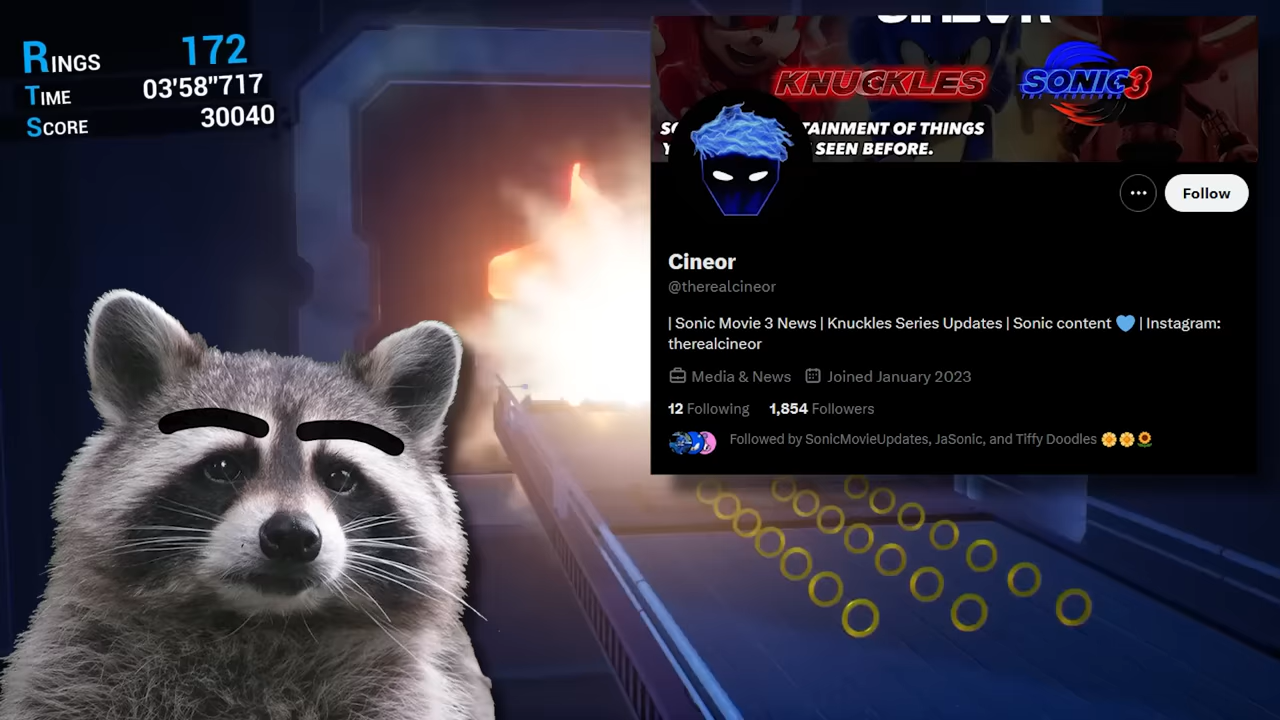 RINGS 172
TIME 03'58"717
SCORE 30040
KNUCKLES
SONIC 3
THE HEDGEHOG
TAINMENT OF THINGS
SEEN BEFORE.
Follow
Cineor
@therealcineor
| Sonic Movie 3 News | Knuckles Series Updates | Sonic content 💙 | Instagram:
therealcineor
Media & News Joined January 2023
12 Following 1,854 Followers
Followed by SonicMovieUpdates, JaSonic, and Tiffy Doodles 🌼🌼🌻